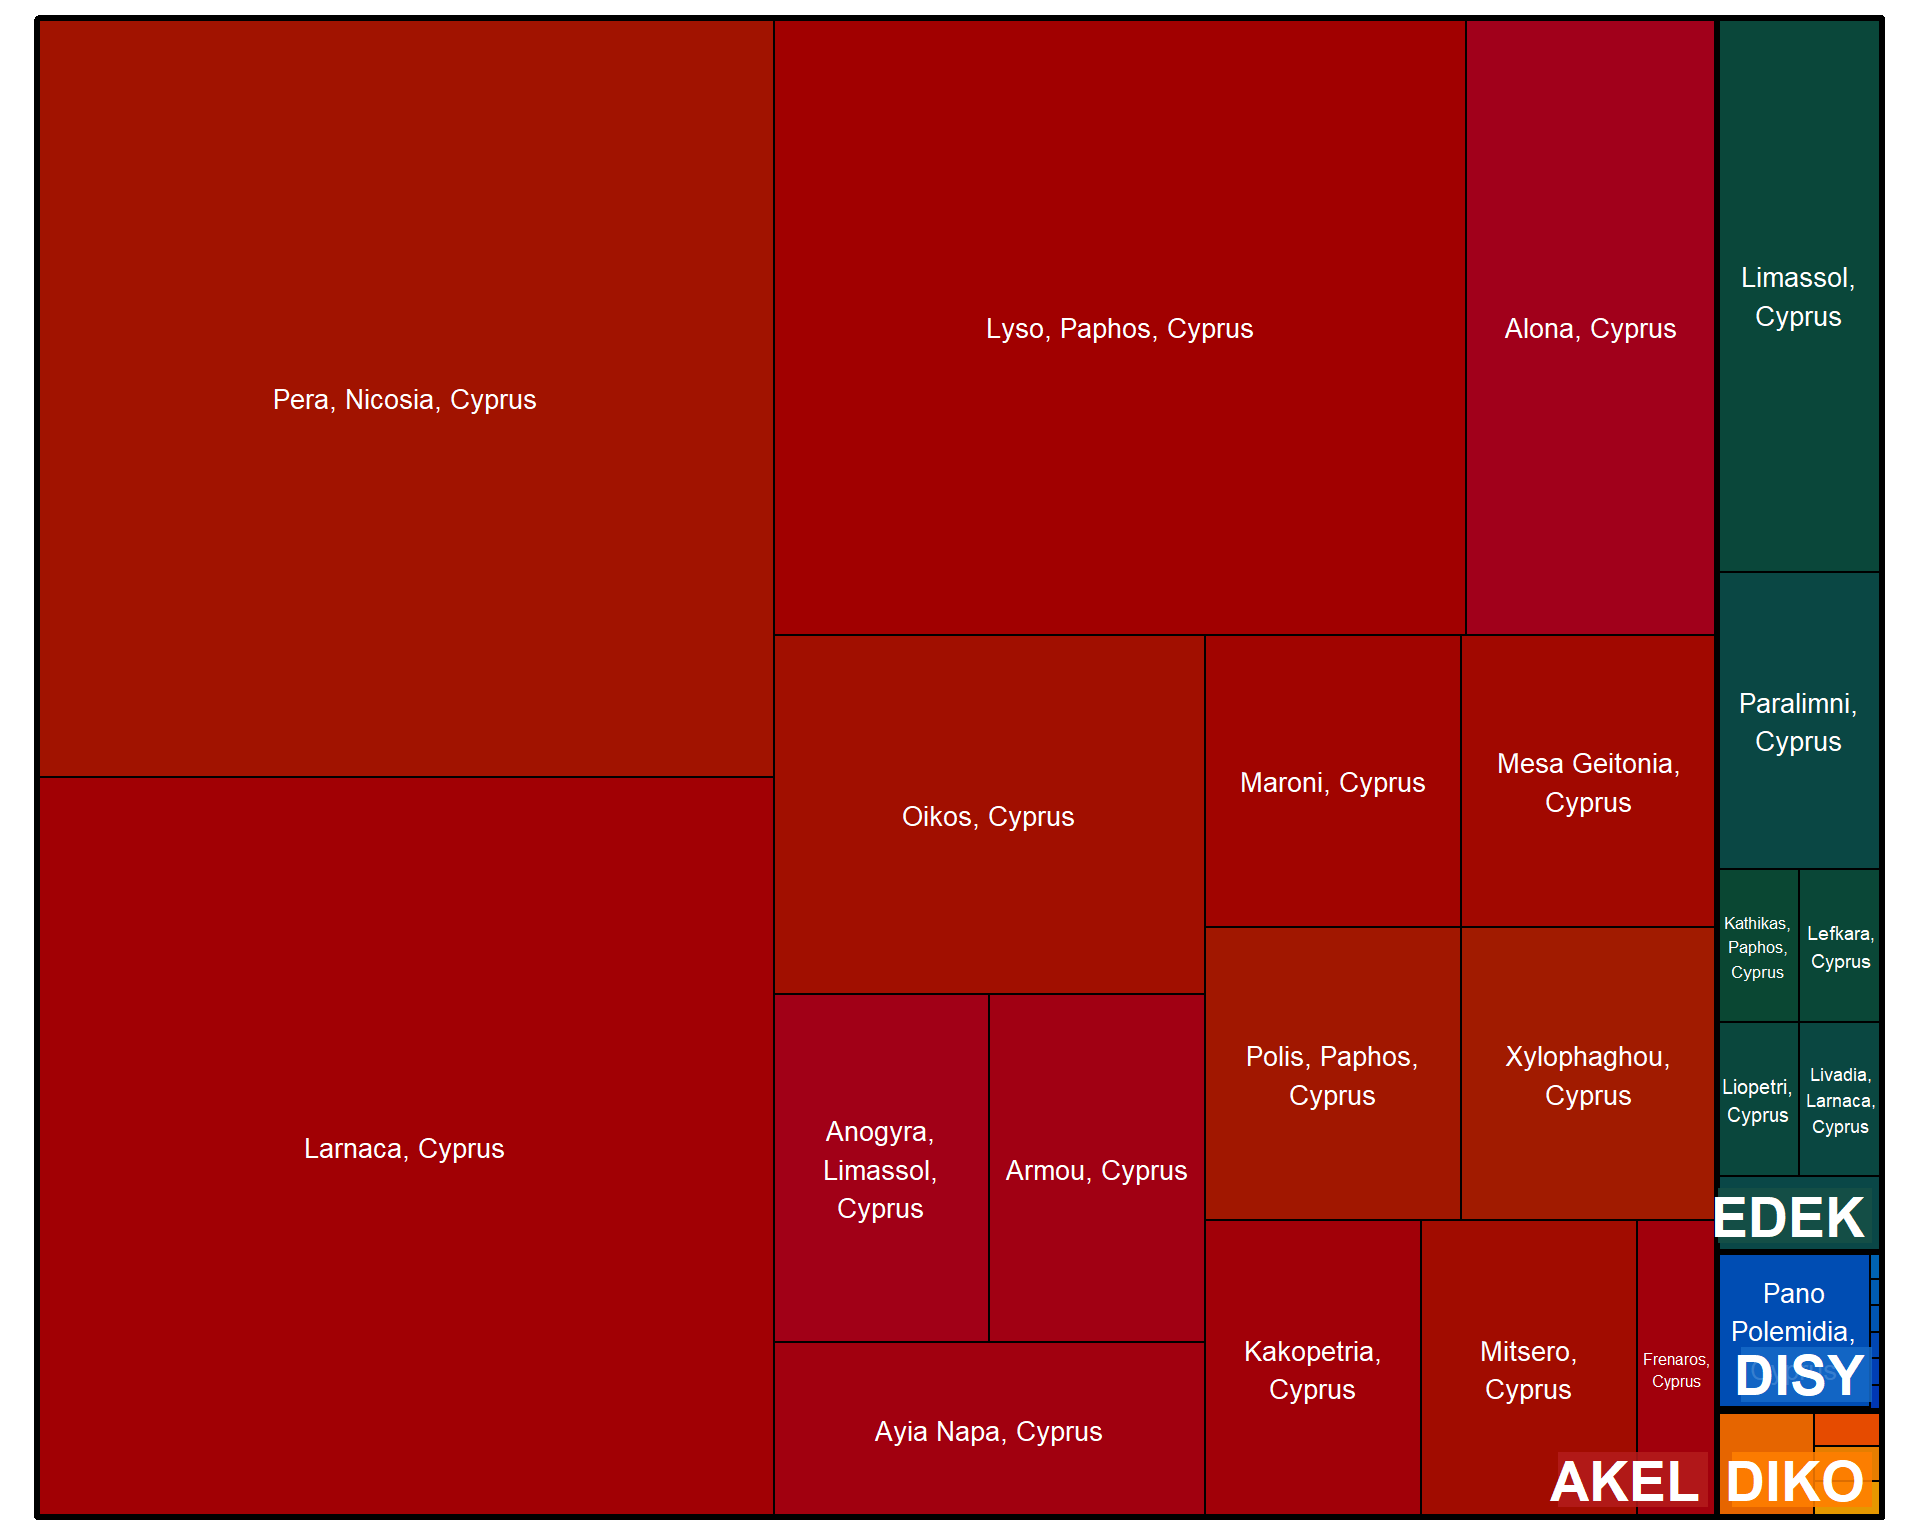 Pera, Nicosia, Cyprus
Larnaca, Cyprus
Lyso, Paphos, Cyprus
Alona, Cyprus
Oikos, Cyprus
Maroni, Cyprus
Mesa Geitonia,
Cyprus
Anogyra,
Limassol,
Cyprus
Armou, Cyprus
Polis, Paphos,
Cyprus
Xylophaghou,
Cyprus
Ayia Napa, Cyprus
Kakopetria,
Cyprus
Mitsero,
Cyprus
Frenaros,
Cyprus
AKEL
Limassol,
Cyprus
Paralimni,
Cyprus
Kathikas,
Paphos,
Cyprus
Lefkara,
Cyprus
Liopetri,
Cyprus
Livadia,
Larnaca,
Cyprus
EDEK
Pano
Polemidia,
DISY
DIKO